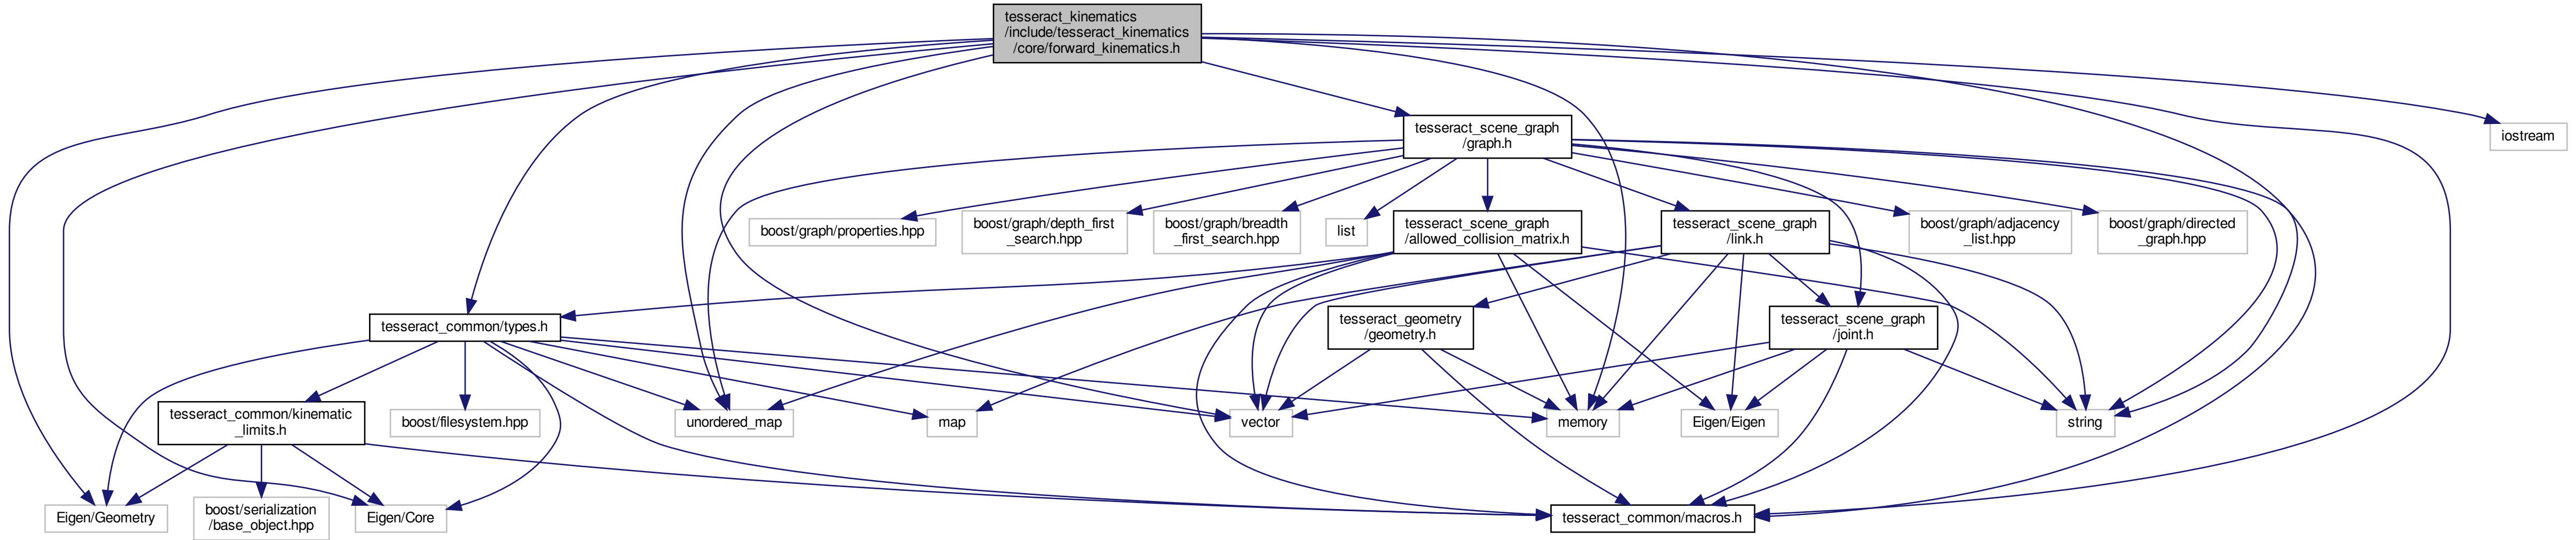 tesseract_kinematics
/include/tesseract_kinematics
/core/forward_kinematics.h
tesseract_scene_graph
/graph.h
iostream
boost/graph/properties.hpp
boost/graph/depth_first
_search.hpp
boost/graph/breadth
_first_search.hpp
list
tesseract_scene_graph
/allowed_collision_matrix.h
tesseract_scene_graph
/link.h
boost/graph/adjacency
_list.hpp
boost/graph/directed
_graph.hpp
tesseract_common/types.h
tesseract_geometry
/geometry.h
tesseract_scene_graph
/joint.h
tesseract_common/kinematic
_limits.h
boost/filesystem.hpp
unordered_map
map
vector
memory
Eigen/Eigen
string
Eigen/Geometry
boost/serialization
/base_object.hpp
Eigen/Core
tesseract_common/macros.h